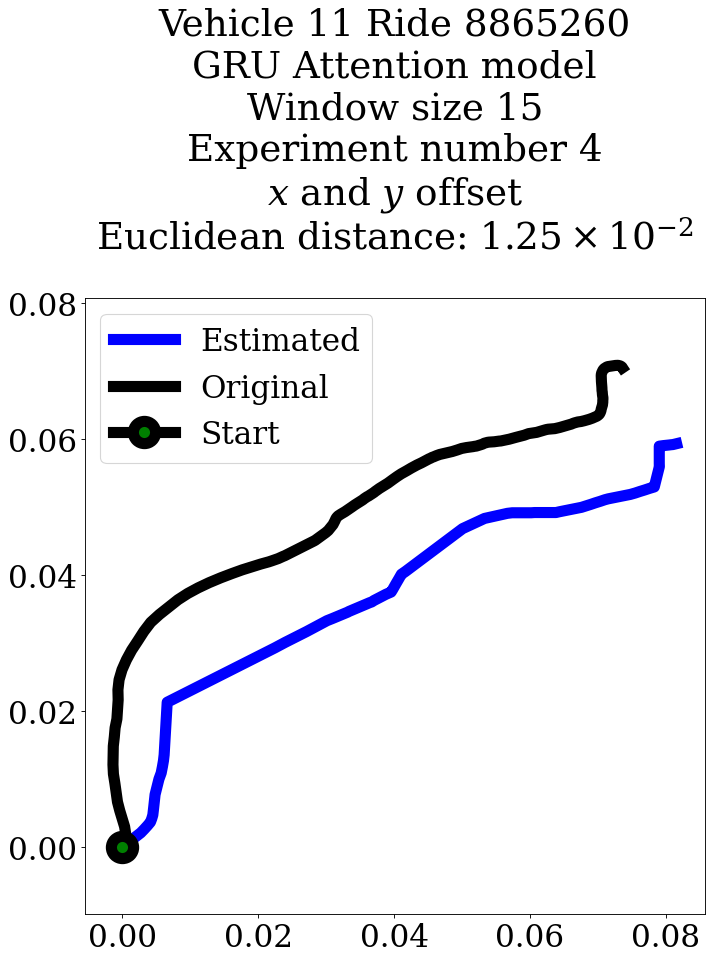 Vehicle 11 Ride 8865260
GRU Attention model
Window size 15
Experiment number 4
x and y offset
Euclidean distance: 1.25 × 10⁻²
Estimated
Original
Start
0.08
0.06
0.04
0.02
0.00
0.00 0.02 0.04 0.06 0.08